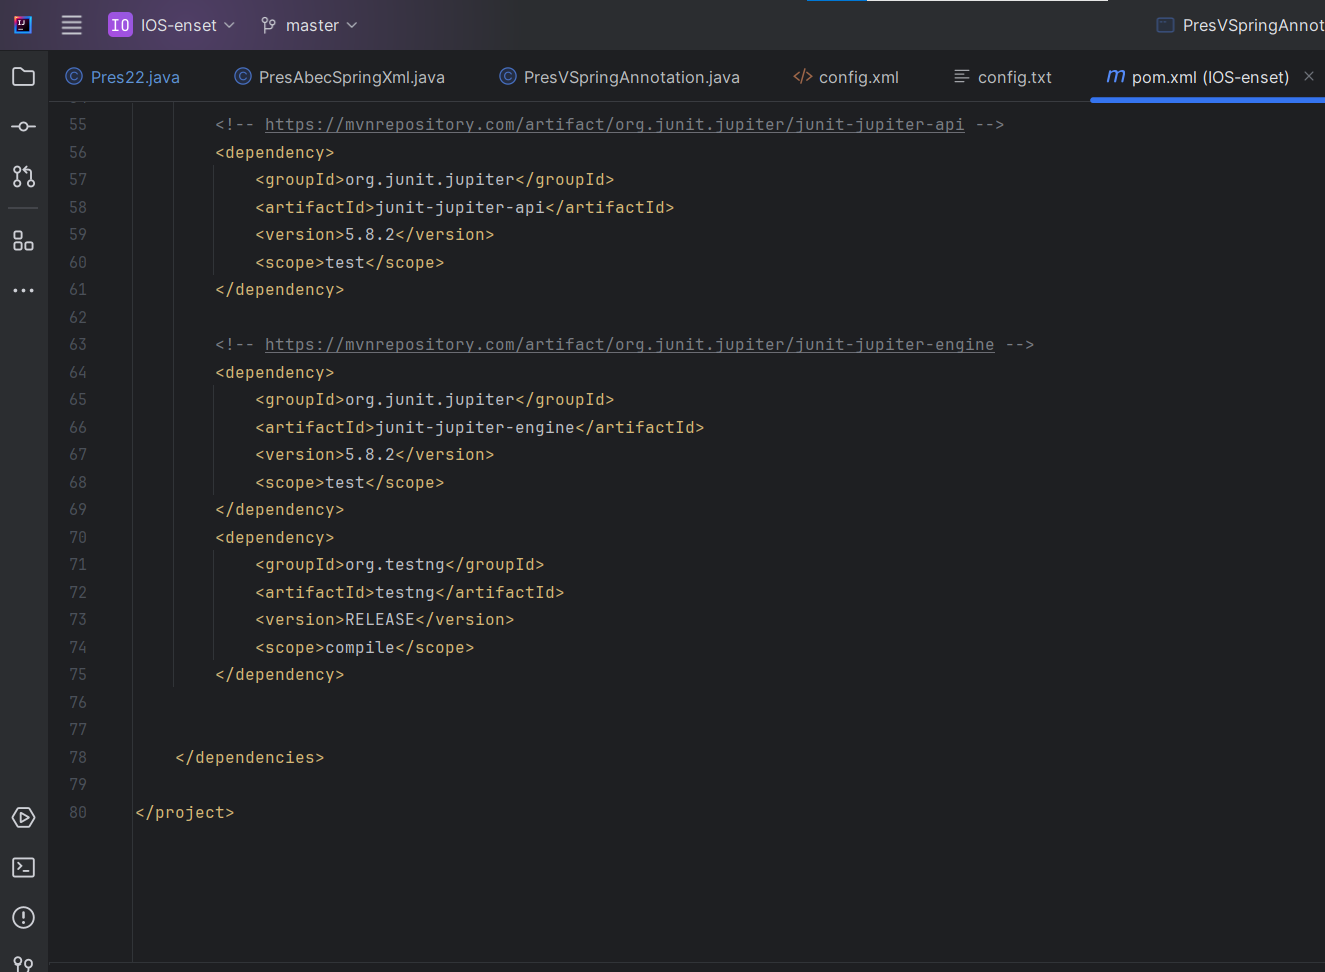 IJ
IO IOS-enset master PresVSpringAnnot
Pres22.java PresAbecSpringXml.java PresVSpringAnnotation.java </> config.xml config.txt m pom.xml (IOS-enset)
55 <!-- https://mvnrepository.com/artifact/org.junit.jupiter/junit-jupiter-api -->
56 <dependency>
57 <groupId>org.junit.jupiter</groupId>
58 <artifactId>junit-jupiter-api</artifactId>
59 <version>5.8.2</version>
60 <scope>test</scope>
61 </dependency>
62
63 <!-- https://mvnrepository.com/artifact/org.junit.jupiter/junit-jupiter-engine -->
64 <dependency>
65 <groupId>org.junit.jupiter</groupId>
66 <artifactId>junit-jupiter-engine</artifactId>
67 <version>5.8.2</version>
68 <scope>test</scope>
69 </dependency>
70 <dependency>
71 <groupId>org.testng</groupId>
72 <artifactId>testng</artifactId>
73 <version>RELEASE</version>
74 <scope>compile</scope>
75 </dependency>
76
77
78 </dependencies>
79
80 </project>